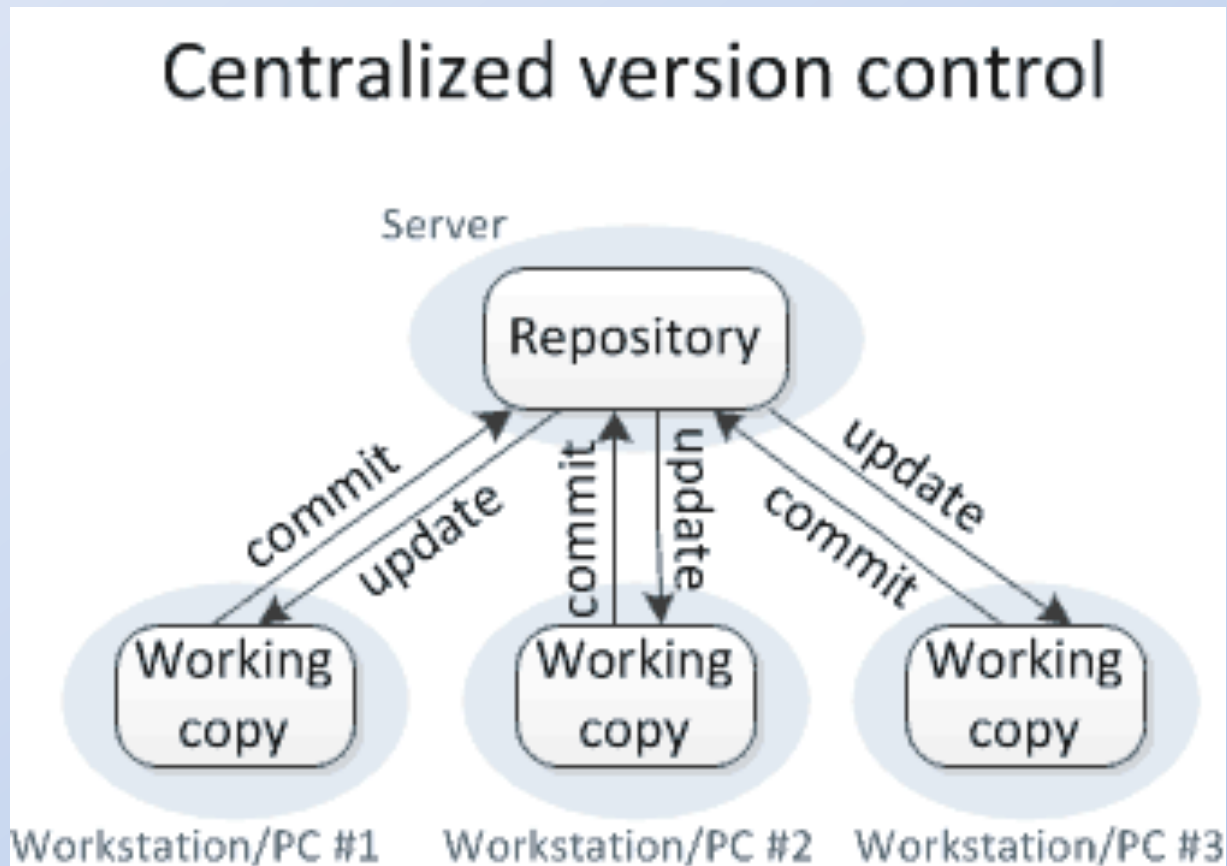 Centralized version control
Server
Repository
commit
update
commit
update
commit
update
Working
copy
Working
copy
Working
copy
Workstation/PC #1
Workstation/PC #2
Workstation/PC #3